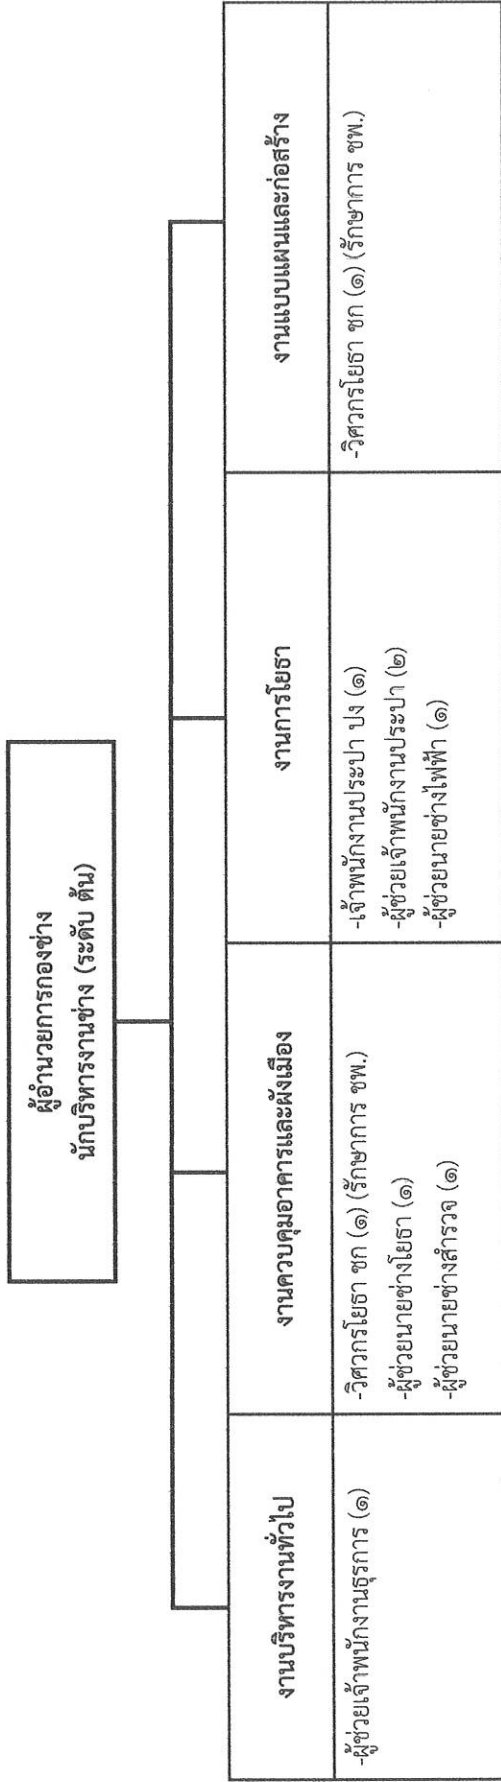 ผู้อำนวยการกองช่าง
นักบริหารงานช่าง (ระดับ ต้น)
งานบริหารงานทั่วไป
-ผู้ช่วยเจ้าพนักงานธุรการ (๑)
งานควบคุมอาคารและผังเมือง
-วิศวกรโยธา ชก (๑) (รักษาการ ชพ.)
-ผู้ช่วยนายช่างโยธา (๑)
-ผู้ช่วยนายช่างสำรวจ (๑)
งานการโยธา
-เจ้าพนักงานประปา ปง (๑)
-ผู้ช่วยเจ้าพนักงานประปา (๒)
-ผู้ช่วยนายช่างไฟฟ้า (๑)
งานแบบแผนและก่อสร้าง
-วิศวกรโยธา ชก (๑) (รักษาการ ชพ.)